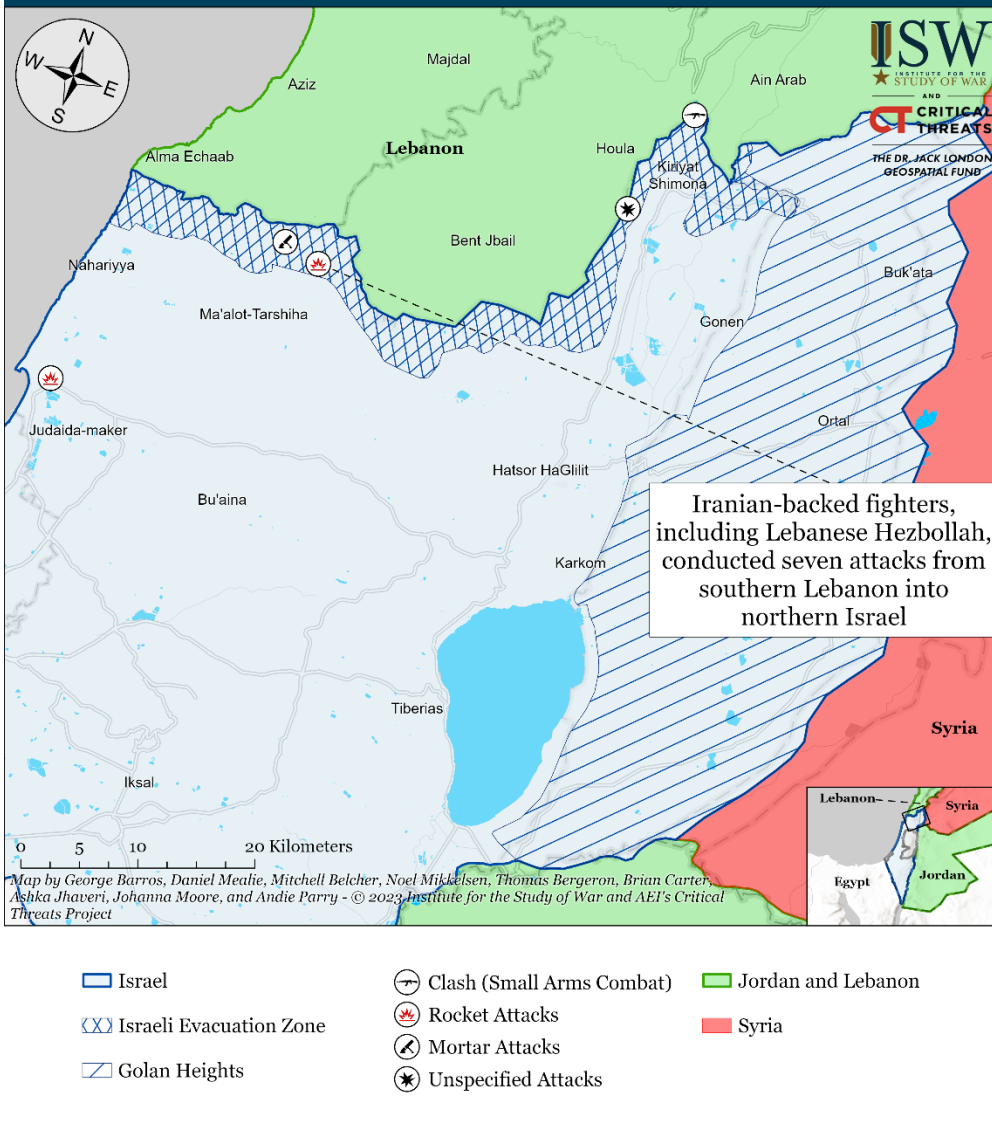 N
W
E
S
ISW
INSTITUTE FOR THE
STUDY OF WAR
AND
CT CRITICAL
THREATS
THE DR. JACK LONDON
GEOSPATIAL FUND
Majdal
Aziz
Ain Arab
Lebanon
Houla
Alma Echaab
Kiriyat
Shimona
Bent Jbail
Nahariyya
Buk'ata
Ma'alot-Tarshiha
Gonen
Judaida-maker
Ortal
Hatsor HaGlilit
Bu'aina
Iranian-backed fighters,
including Lebanese Hezbollah,
conducted seven attacks from
southern Lebanon into
northern Israel
Karkom
Tiberias
Syria
Iksal
Lebanon
Syria
Egypt
Jordan
0 5 10 20 Kilometers
Map by George Barros, Daniel Mealie, Mitchell Belcher, Noel Mikkelsen, Thomas Bergeron, Brian Carter,
Ashka Jhaveri, Johanna Moore, and Andie Parry - © 2023 Institute for the Study of War and AEI's Critical
Threats Project
Israel
Israeli Evacuation Zone
Golan Heights
Clash (Small Arms Combat)
Rocket Attacks
Mortar Attacks
Unspecified Attacks
Jordan and Lebanon
Syria